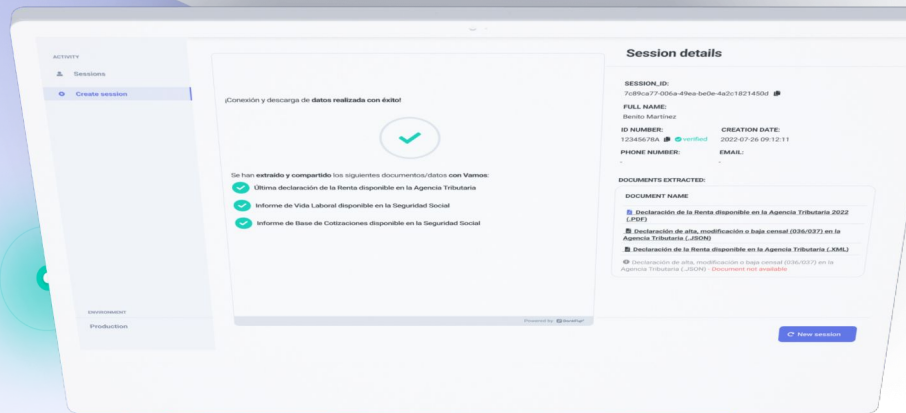 ACTIVITY
Sessions
Create session
ENVIRONMENT
Production
¡Conexión y descarga de datos realizada con éxito!
Se han extraído y compartido los siguientes documentos/datos con Vamos:
Última declaración de la Renta disponible en la Agencia Tributaria
Informe de Vida Laboral disponible en la Seguridad Social
Informe de Base de Cotizaciones disponible en la Seguridad Social
Powered by
Session details
SESSION_ID:
7c89ca77-006a-49ea-be0e-4a2c1821450d
FULL NAME:
Benito Martínez
ID NUMBER: CREATION DATE:
12345678A verified 2022-07-26 09:12:11
PHONE NUMBER: EMAIL:
- -
DOCUMENTS EXTRACTED:
DOCUMENT NAME
Declaración de la Renta disponible en la Agencia Tributaria 2022
(.PDF)
Declaración de alta, modificación o baja censal (036/037) en la
Agencia Tributaria (.JSON)
Declaración de la Renta disponible en la Agencia Tributaria (.XML)
Declaración de alta, modificación o baja censal (036/037) en la
Agencia Tributaria (.JSON) - Document not available
New session